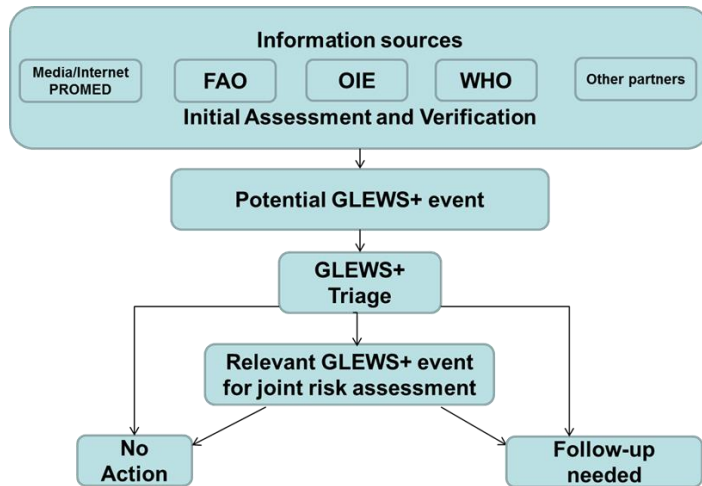 Information sources
Media/Internet
PROMED
FAO
OIE
WHO
Other partners
Initial Assessment and Verification
Potential GLEWS+ event
GLEWS+
Triage
Relevant GLEWS+ event
for joint risk assessment
No
Action
Follow-up
needed